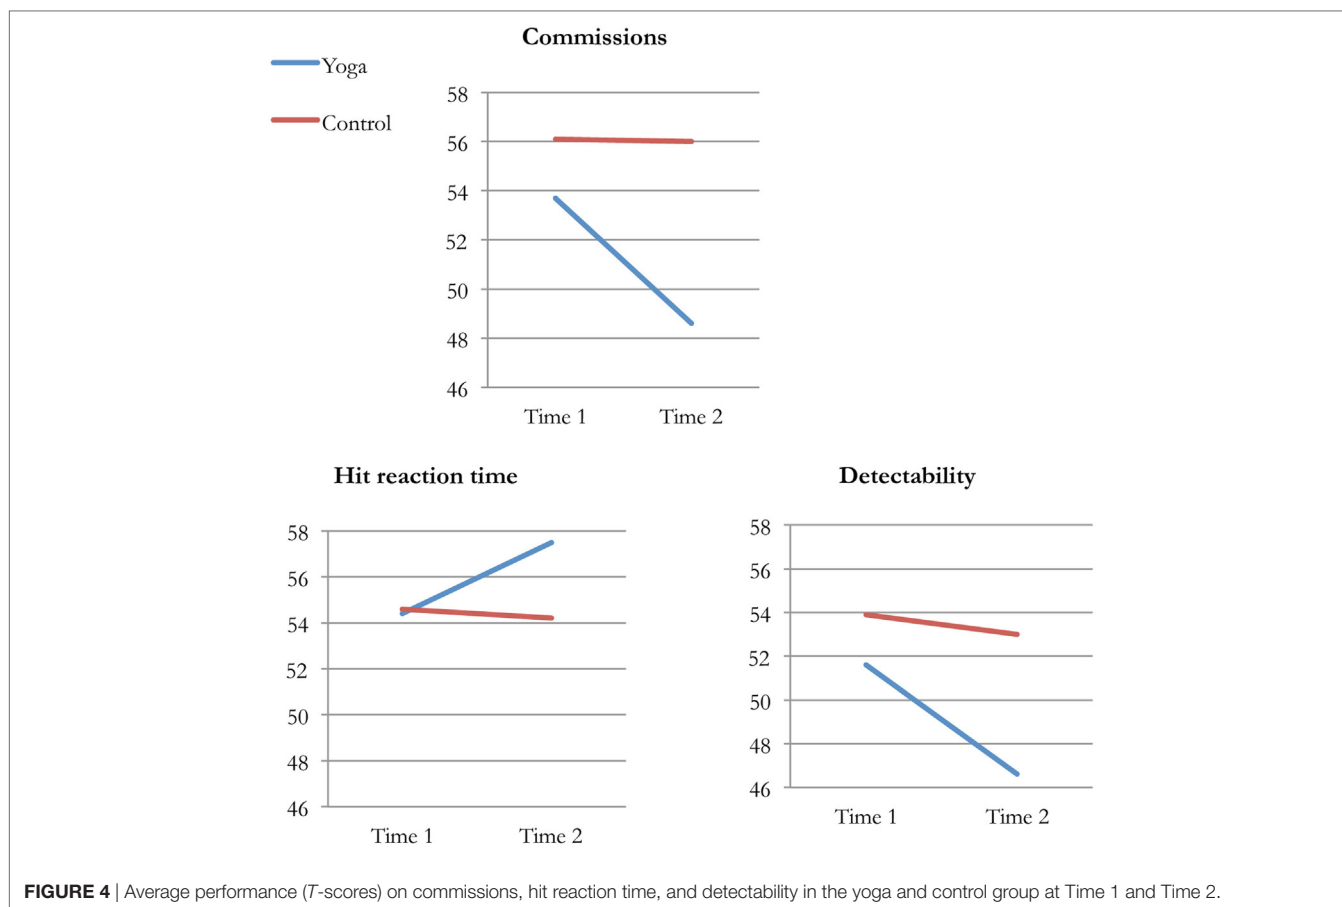 Commissions
Yoga
Control
58
56
54
52
50
48
46
Time 1 Time 2
Hit reaction time
58
56
54
52
50
48
46
Time 1 Time 2
Detectability
58
56
54
52
50
48
46
Time 1 Time 2
FIGURE 4 | Average performance (T-scores) on commissions, hit reaction time, and detectability in the yoga and control group at Time 1 and Time 2.